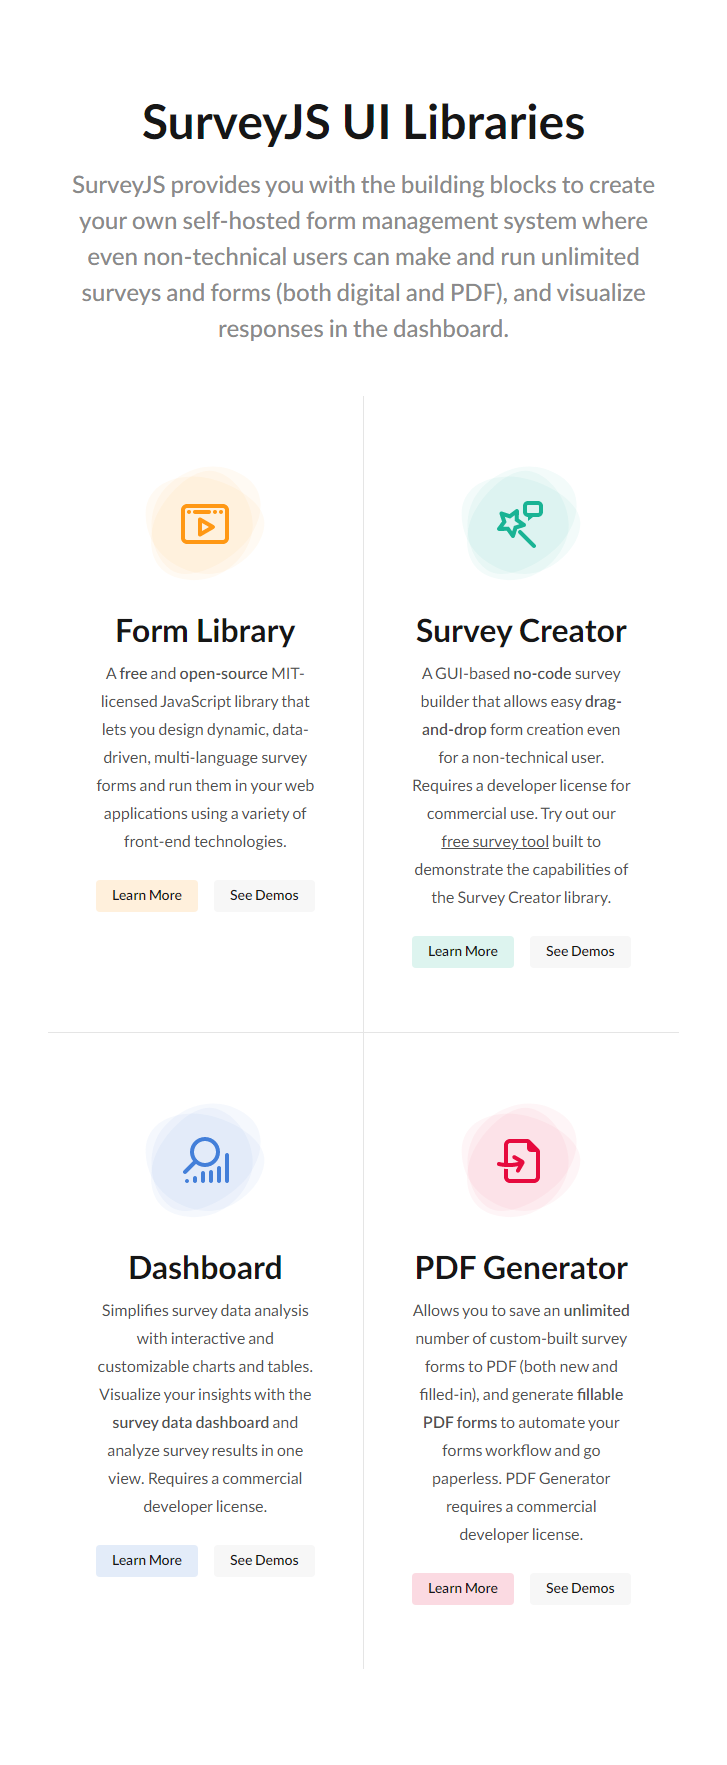 SurveyJS UI Libraries
SurveyJS provides you with the building blocks to create
your own self-hosted form management system where
even non-technical users can make and run unlimited
surveys and forms (both digital and PDF), and visualize
responses in the dashboard.
Form Library
A free and open-source MIT-
licensed JavaScript library that
lets you design dynamic, data-
driven, multi-language survey
forms and run them in your web
applications using a variety of
front-end technologies.
Learn More See Demos
Survey Creator
A GUI-based no-code survey
builder that allows easy drag-
and-drop form creation even
for a non-technical user.
Requires a developer license for
commercial use. Try out our
free survey tool built to
demonstrate the capabilities of
the Survey Creator library.
Learn More See Demos
Dashboard
Simplifies survey data analysis
with interactive and
customizable charts and tables.
Visualize your insights with the
survey data dashboard and
analyze survey results in one
view. Requires a commercial
developer license.
Learn More See Demos
PDF Generator
Allows you to save an unlimited
number of custom-built survey
forms to PDF (both new and
filled-in), and generate fillable
PDF forms to automate your
forms workflow and go
paperless. PDF Generator
requires a commercial
developer license.
Learn More See Demos